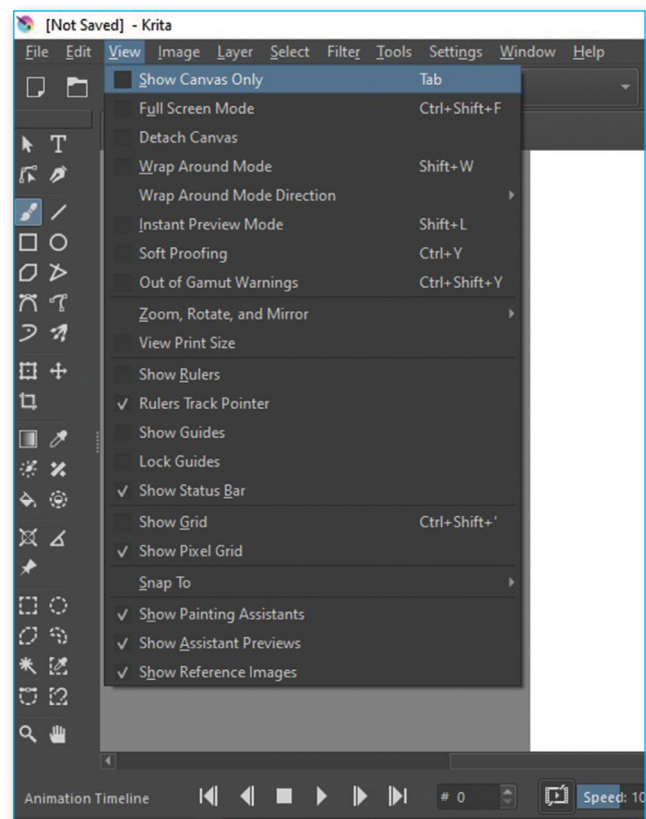 [Not Saved] - Krita
File Edit View Image Layer Select Filter Tools Settings Window Help
Show Canvas Only Tab
Full Screen Mode Ctrl+Shift+F
Detach Canvas
Wrap Around Mode Shift+W
Wrap Around Mode Direction
Instant Preview Mode Shift+L
Soft Proofing Ctrl+Y
Out of Gamut Warnings Ctrl+Shift+Y
Zoom, Rotate, and Mirror
View Print Size
Show Rulers
Rulers Track Pointer
Show Guides
Lock Guides
Show Status Bar
Show Grid Ctrl+Shift+'
Show Pixel Grid
Snap To
Show Painting Assistants
Show Assistant Previews
Show Reference Images
Animation Timeline # 0 Speed: 10